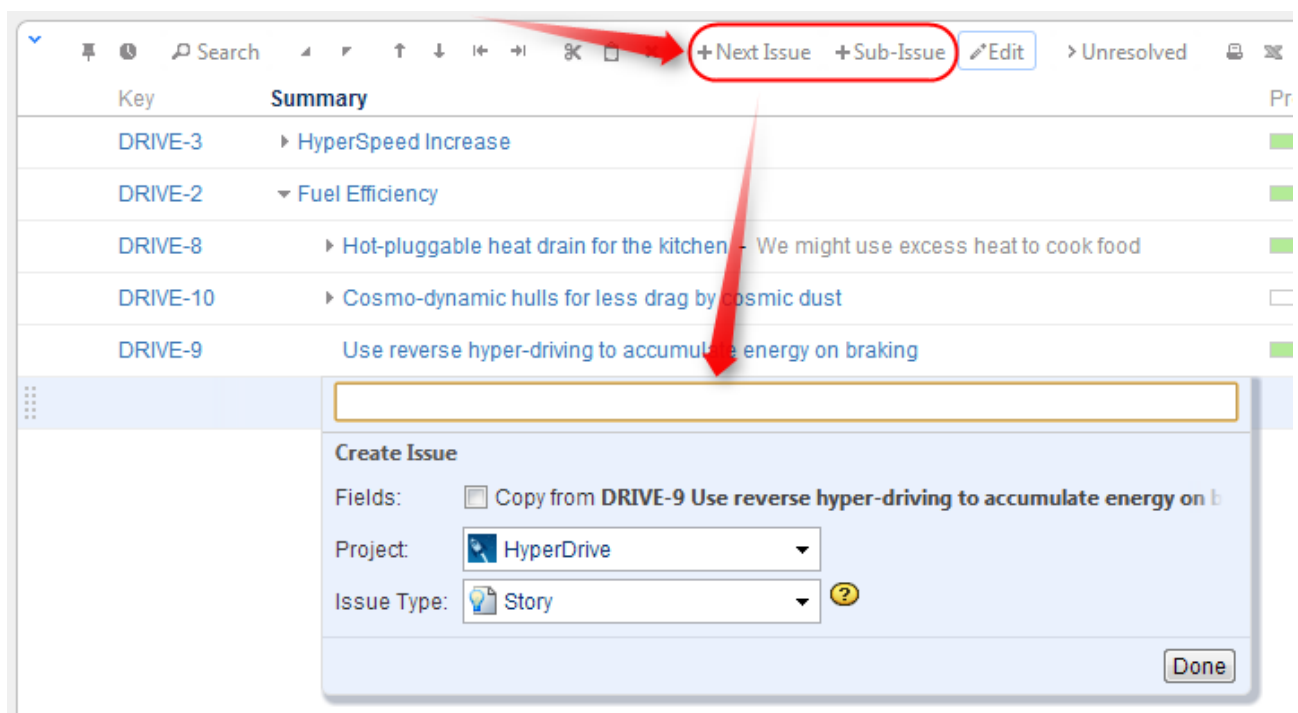 Search +Next Issue +Sub-Issue Edit >Unresolved
Key Summary Pr
DRIVE-3 HyperSpeed Increase
DRIVE-2 Fuel Efficiency
DRIVE-8 Hot-pluggable heat drain for the kitchen - We might use excess heat to cook food
DRIVE-10 Cosmo-dynamic hulls for less drag by cosmic dust
DRIVE-9 Use reverse hyper-driving to accumulate energy on braking
Create Issue
Fields: Copy from DRIVE-9 Use reverse hyper-driving to accumulate energy on b
Project: HyperDrive
Issue Type: Story ?
Done